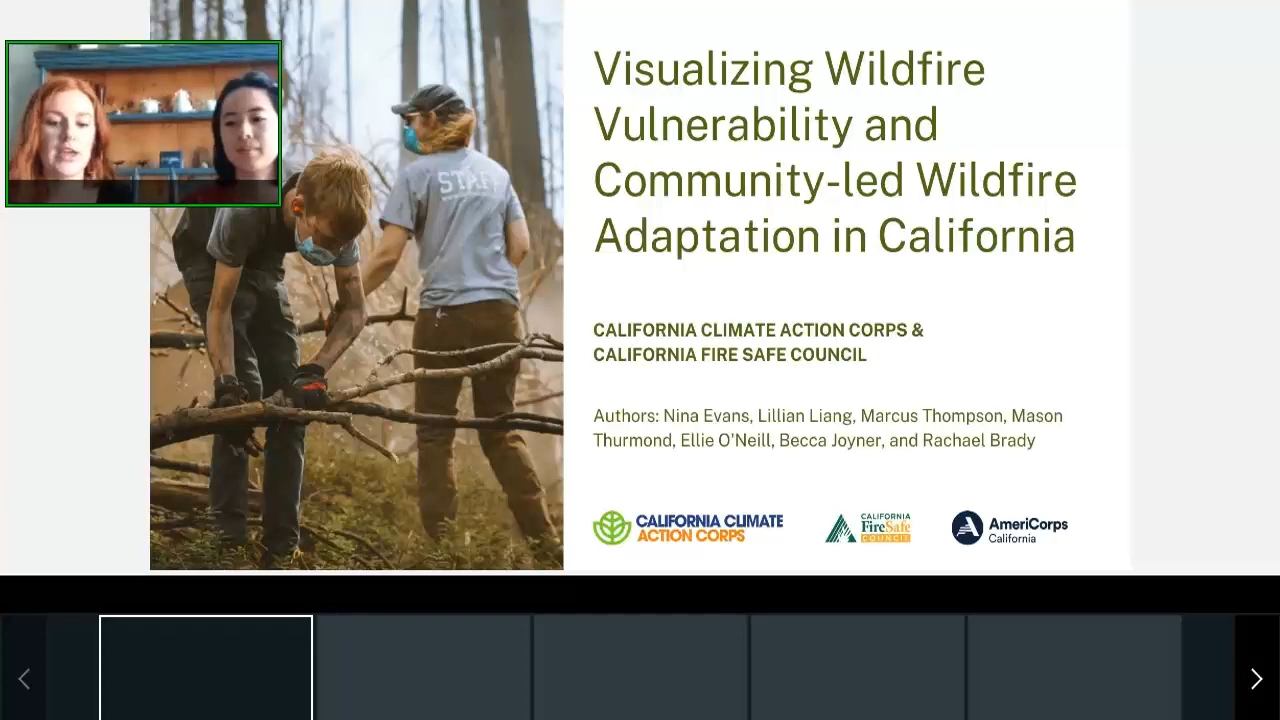 Visualizing Wildfire
Vulnerability and
Community-led Wildfire
Adaptation in California
CALIFORNIA CLIMATE ACTION CORPS &
CALIFORNIA FIRE SAFE COUNCIL
Authors: Nina Evans, Lillian Liang, Marcus Thompson, Mason
Thurmond, Ellie O'Neill, Becca Joyner, and Rachael Brady
CALIFORNIA CLIMATE
ACTION CORPS
CALIFORNIA
FireSafe
COUNCIL
AmeriCorps
California
STAFF